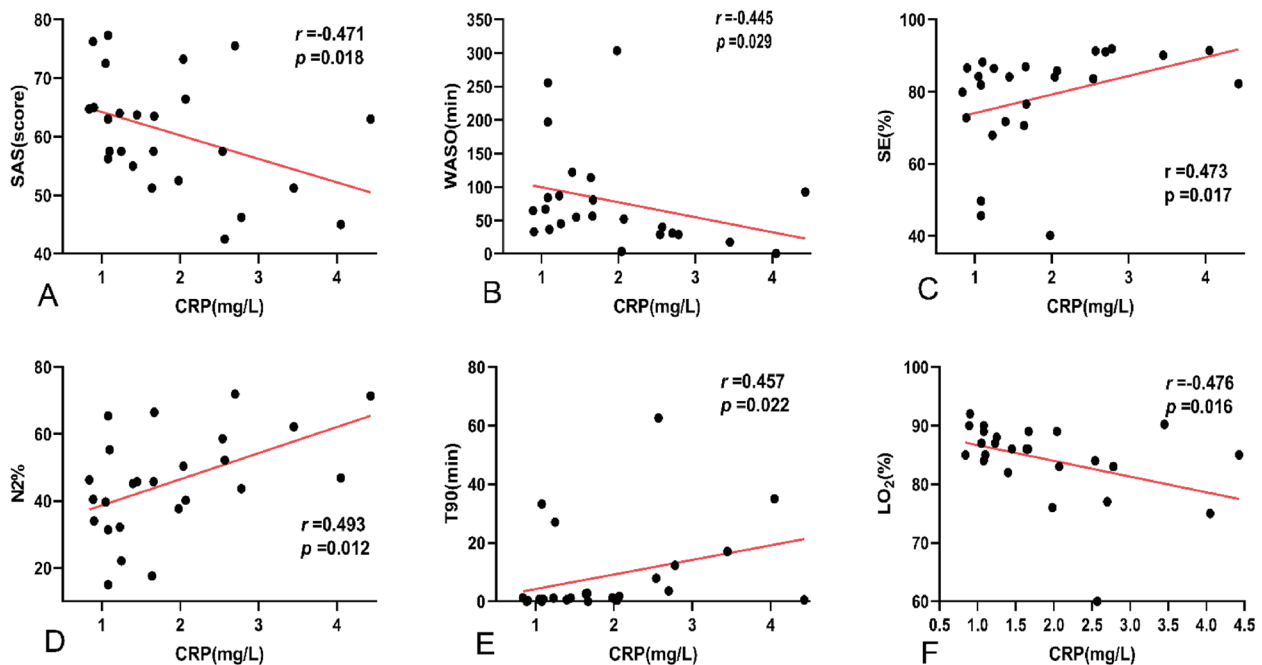 SAS(score)
80
70
60
50
40
r =-0.471
p =0.018
1 2 3 4
CRP(mg/L)
A
WASO(min)
350
300
250
200
150
100
50
0
r =-0.445
p =0.029
1 2 3 4
CRP(mg/L)
B
SE(%)
100
80
60
40
r =0.473
p =0.017
1 2 3 4
CRP(mg/L)
C
N2%
80
60
40
20
r =0.493
p =0.012
1 2 3 4
CRP(mg/L)
D
T90(min)
80
60
40
20
0
r =0.457
p =0.022
1 2 3 4
CRP(mg/L)
E
LO₂(%)
100
90
80
70
60
r =-0.476
p =0.016
0.5 1.0 1.5 2.0 2.5 3.0 3.5 4.0 4.5
CRP(mg/L)
F